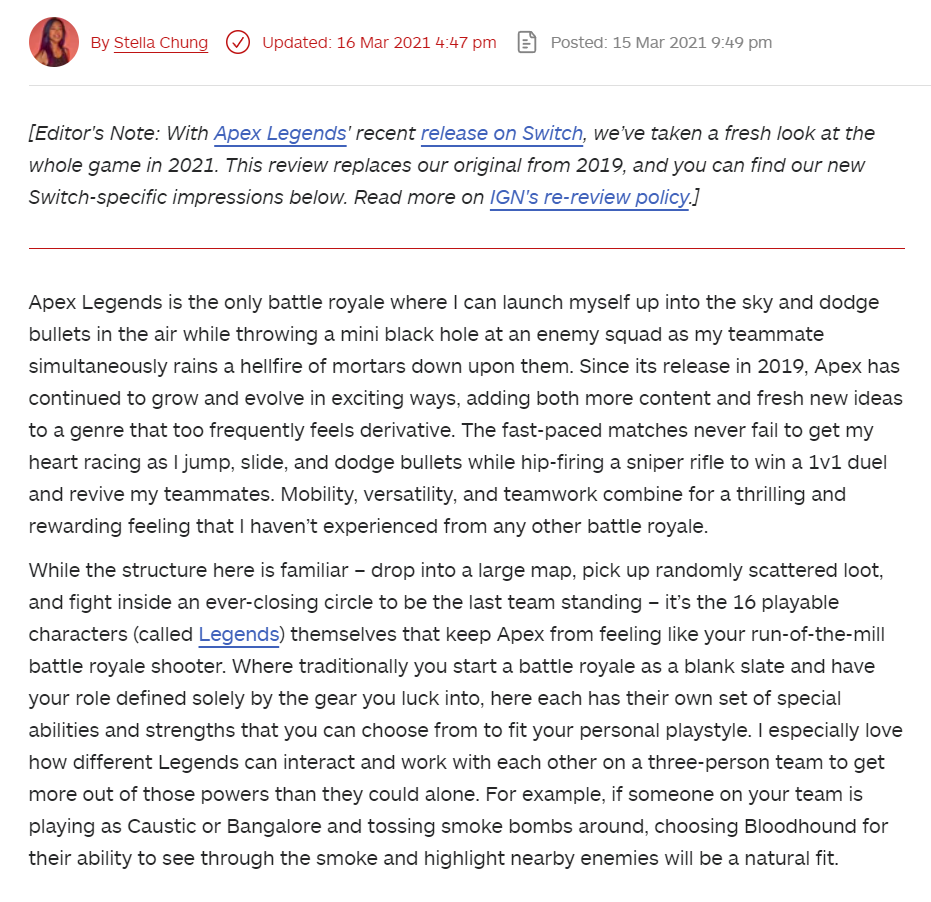 By Stella Chung Updated: 16 Mar 2021 4:47 pm Posted: 15 Mar 2021 9:49 pm
[Editor's Note: With Apex Legends' recent release on Switch, we’ve taken a fresh look at the
whole game in 2021. This review replaces our original from 2019, and you can find our new
Switch-specific impressions below. Read more on IGN's re-review policy.]
Apex Legends is the only battle royale where I can launch myself up into the sky and dodge
bullets in the air while throwing a mini black hole at an enemy squad as my teammate
simultaneously rains a hellfire of mortars down upon them. Since its release in 2019, Apex has
continued to grow and evolve in exciting ways, adding both more content and fresh new ideas
to a genre that too frequently feels derivative. The fast-paced matches never fail to get my
heart racing as I jump, slide, and dodge bullets while hip-firing a sniper rifle to win a 1v1 duel
and revive my teammates. Mobility, versatility, and teamwork combine for a thrilling and
rewarding feeling that I haven’t experienced from any other battle royale.
While the structure here is familiar – drop into a large map, pick up randomly scattered loot,
and fight inside an ever-closing circle to be the last team standing – it’s the 16 playable
characters (called Legends) themselves that keep Apex from feeling like your run-of-the-mill
battle royale shooter. Where traditionally you start a battle royale as a blank slate and have
your role defined solely by the gear you luck into, here each has their own set of special
abilities and strengths that you can choose from to fit your personal playstyle. I especially love
how different Legends can interact and work with each other on a three-person team to get
more out of those powers than they could alone. For example, if someone on your team is
playing as Caustic or Bangalore and tossing smoke bombs around, choosing Bloodhound for
their ability to see through the smoke and highlight nearby enemies will be a natural fit.